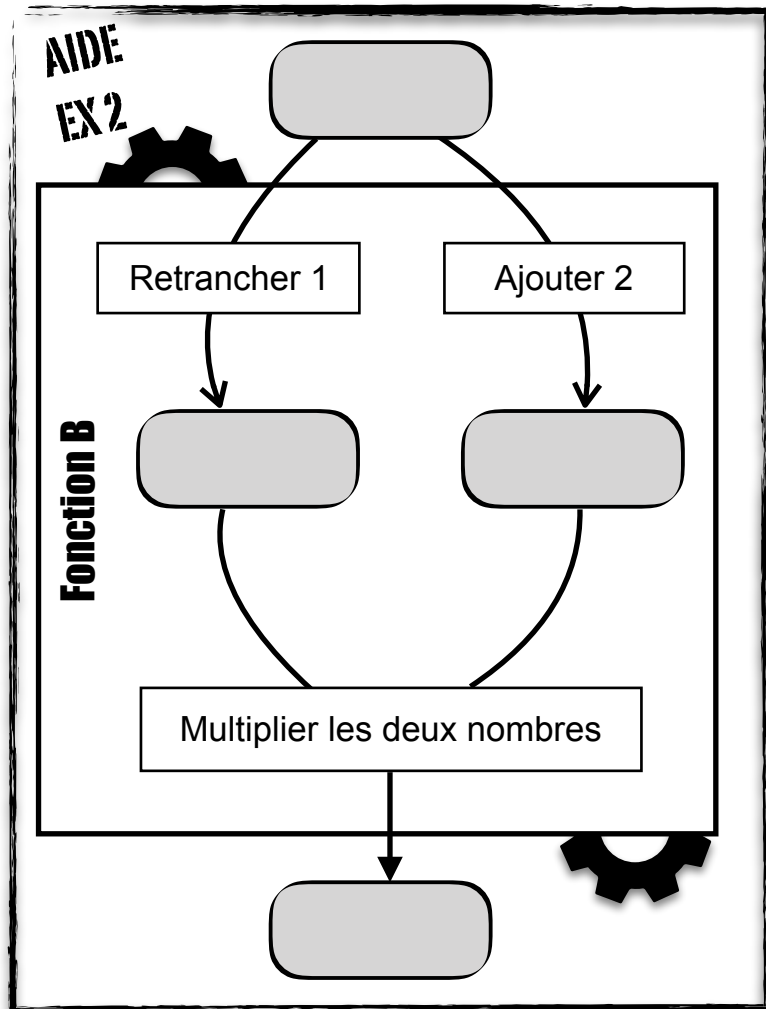 AIDE
EX 2
Retrancher 1
Ajouter 2
Fonction B
Multiplier les deux nombres